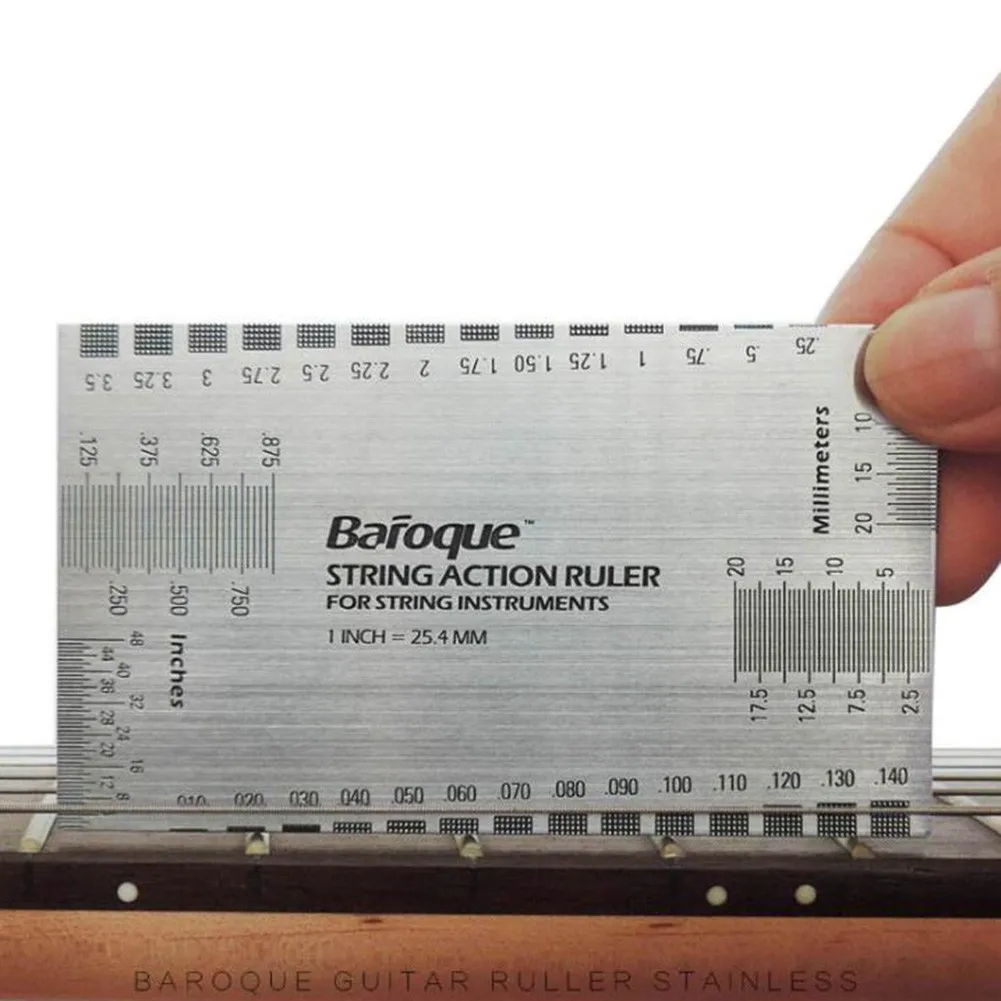 3.5 3.25 3 2.75 2.5 2.25 2 1.75 1.50 1.25 1 .75 .5 .25
.125 .375 .625 .875
.250 .500 .750
Inches
48 44 40 36 32 28 24 20 16 12 8
Baroque™
STRING ACTION RULER
FOR STRING INSTRUMENTS
1 INCH = 25.4 MM
Millimeters
10 15 20
20 15 10 5
17.5 12.5 7.5 2.5
.010 .020 .030 .040 .050 .060 .070 .080 .090 .100 .110 .120 .130 .140
BAROQUE GUITAR RULLER STAINLESS